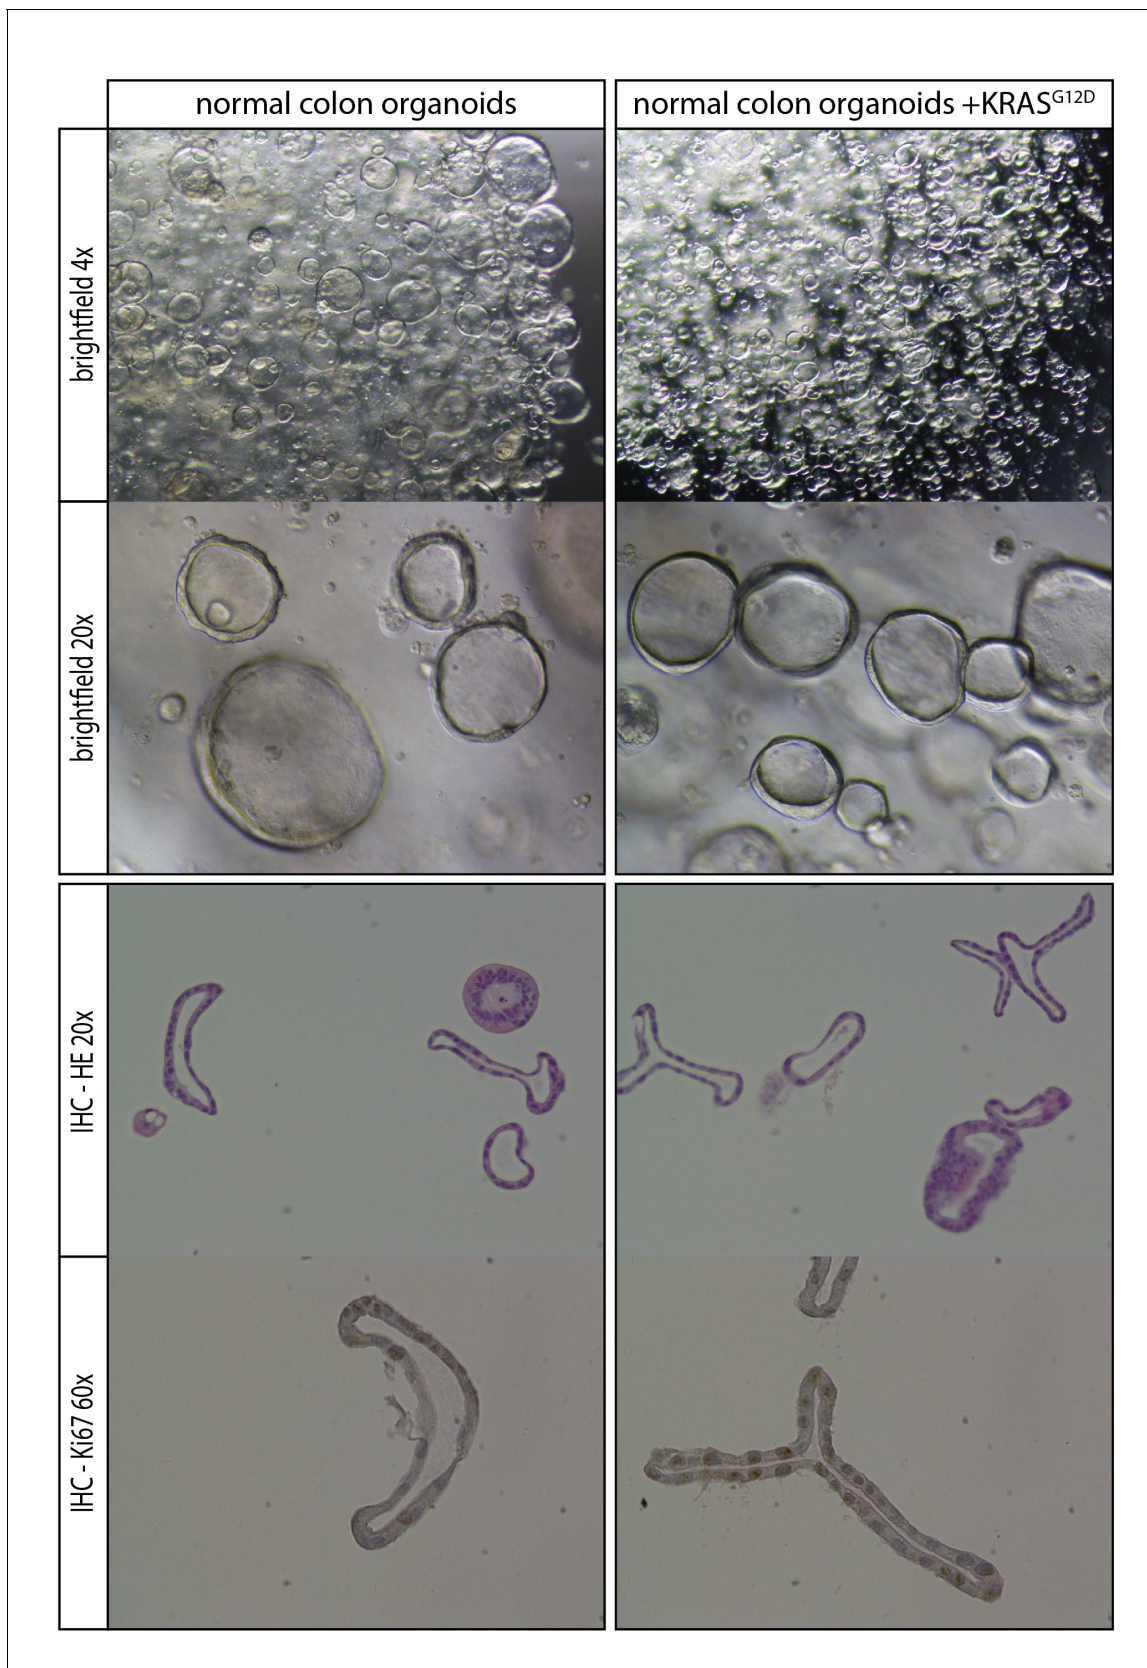 normal colon organoids
normal colon organoids +KRASG12D
brightfield 4x
brightfield 20x
IHC - HE 20x
IHC - Ki67 60x